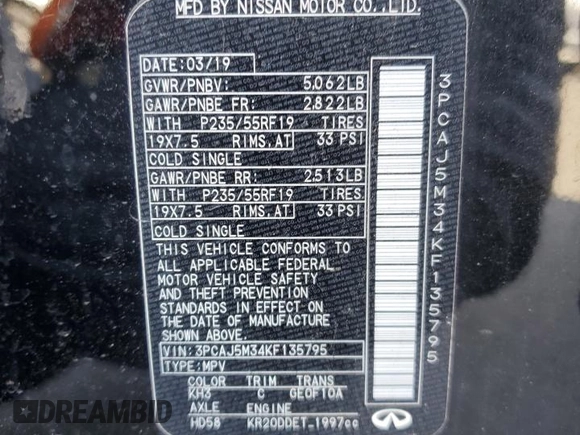 MFD BY NISSAN MOTOR CO.,LTD.
DATE:03/19
GVWR/PNBV: 5,062LB
GAWR/PNBE FR: 2,822LB
WITH P235/55RF19 TIRES
19X7.5 RIMS,AT 33 PSI
COLD SINGLE
GAWR/PNBE RR: 2,513LB
WITH P235/55RF19 TIRES
19X7.5 RIMS,AT 33 PSI
COLD SINGLE
THIS VEHICLE CONFORMS TO
ALL APPLICABLE FEDERAL
MOTOR VEHICLE SAFETY
AND THEFT PREVENTION
STANDARDS IN EFFECT ON
THE DATE OF MANUFACTURE
SHOWN ABOVE.
VIN:3PCAJ5M34KF135795
TYPE:MPV
COLOR TRIM TRANS
KH3 C GE0F10A
AXLE ENGINE
HD58 KR20DDET 1997cc
3PCAJ5M34KF135795
© AutoBidMaster